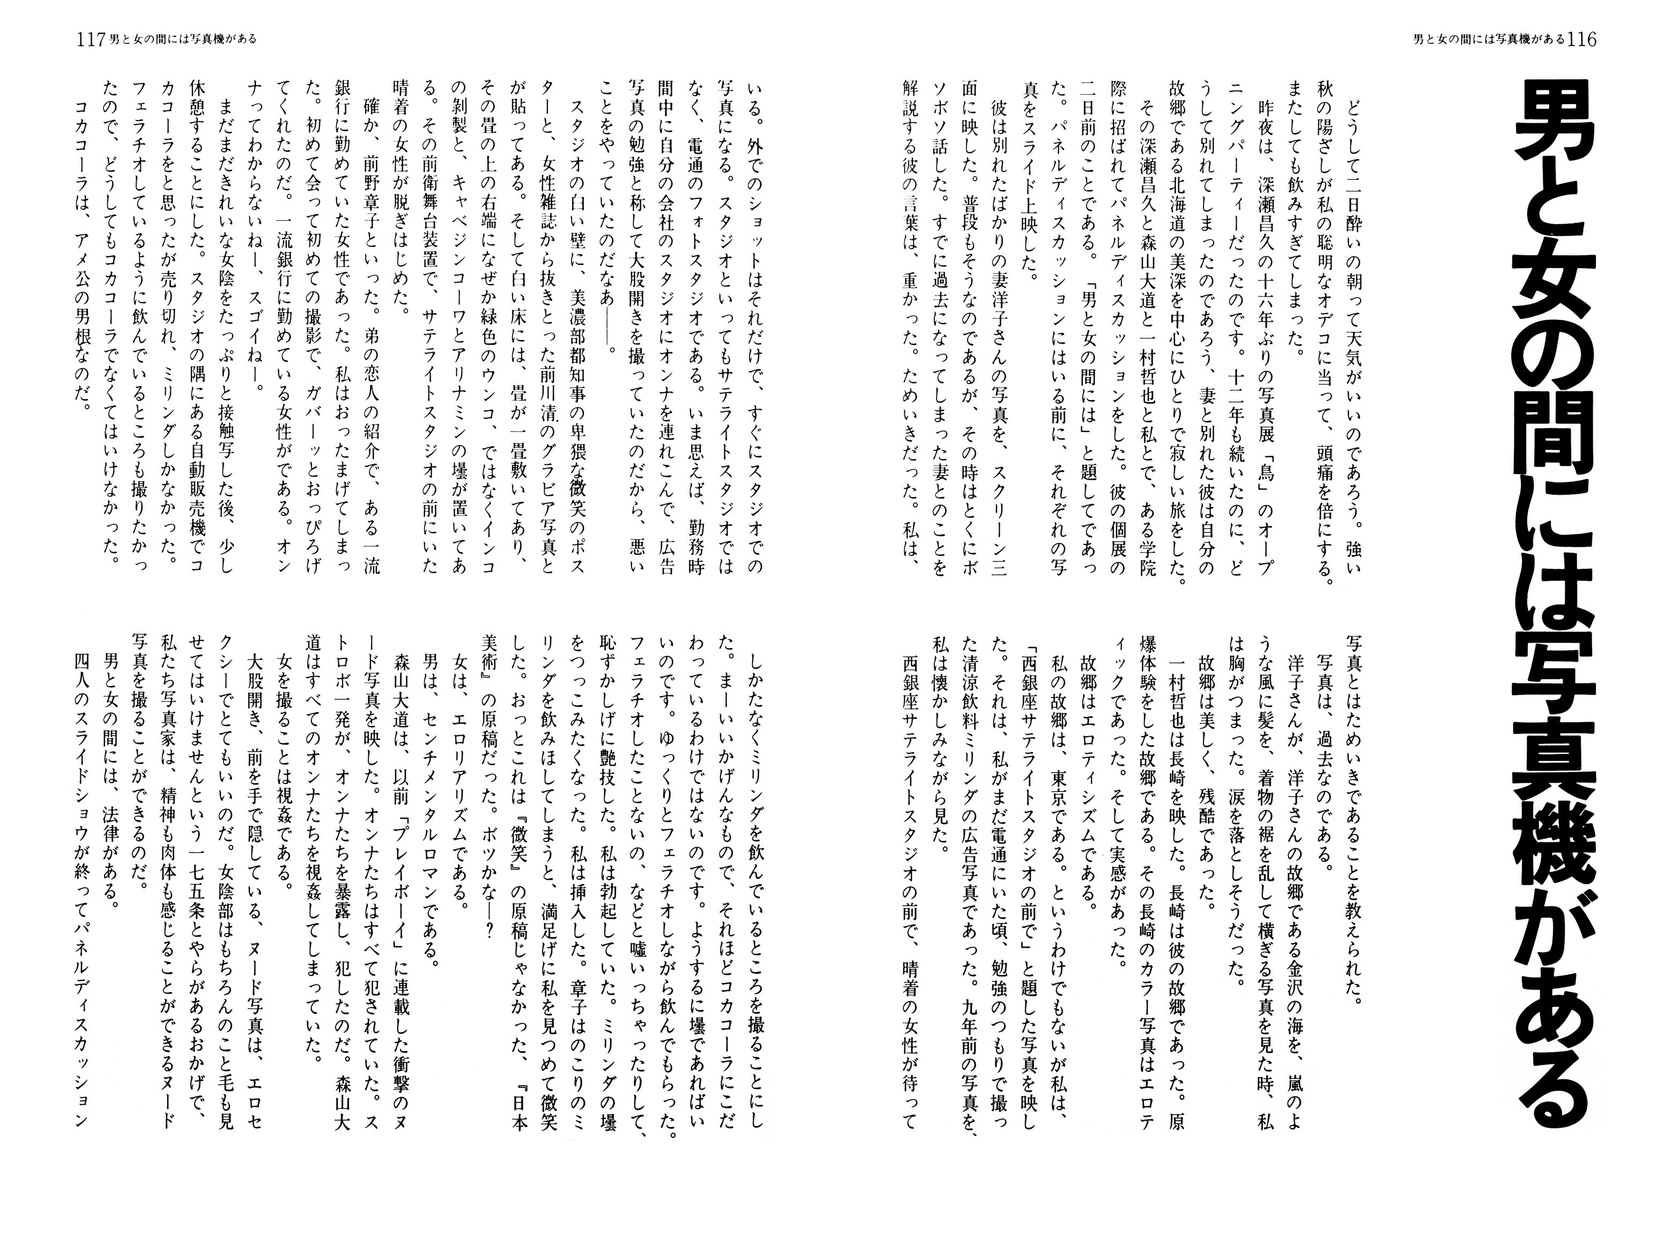 男と女の間には写真機がある116
男と女の間には写真機がある
どうして二日酔いの朝って天気がいいのであろう。強い
秋の陽ざしが私の聡明なオデコに当って、頭痛を倍にする。
またしても飲みすぎてしまった。
昨夜は、深瀬昌久の十六年ぶりの写真展「烏」のオープ
ニングパーティーだったのです。十二年も続いたのに、ど
うして別れてしまったのであろう、妻と別れた彼は自分の
故郷である北海道の美深を中心にひとりで寂しい旅をした。
その深瀬昌久と森山大道と一村哲也と私とで、ある学院
際に招ばれてパネルディスカッションをした。彼の個展の
二日前のことである。「男と女の間には」と題してであっ
た。パネルディスカッションにはいる前に、それぞれの写
真をスライド上映した。
彼は別れたばかりの妻洋子さんの写真を、スクリーン三
面に映した。普段もそうなのであるが、その時はとくにボ
ソボソ話した。すでに過去になってしまった妻とのことを
解説する彼の言葉は、重かった。ためいきだった。私は、
写真とはためいきであることを教えられた。
写真は、過去なのである。
洋子さんが、洋子さんの故郷である金沢の海を、嵐のよ
うな風に髪を、着物の裾を乱して横ぎる写真を見た時、私
は胸がつまった。涙を落としそうだった。
故郷は美しく、残酷であった。
一村哲也は長崎を映した。長崎は彼の故郷であった。原
爆体験をした故郷である。その長崎のカラー写真はエロテ
ィックであった。そして実感があった。
故郷はエロティシズムである。
私の故郷は、東京である。というわけでもないが私は、
「西銀座サテライトスタジオの前で」と題した写真を映し
た。それは、私がまだ電通にいた頃、勉強のつもりで撮っ
た清涼飲料ミリンダの広告写真であった。九年前の写真を、
私は懐かしみながら見た。
西銀座サテライトスタジオの前で、晴着の女性が待って
117男と女の間には写真機がある
いる。外でのショットはそれだけで、すぐにスタジオでの
写真になる。スタジオといってもサテライトスタジオでは
なく、電通のフォトスタジオである。いま思えば、勤務時
間中に自分の会社のスタジオにオンナを連れこんで、広告
写真の勉強と称して大股開きを撮っていたのだから、悪い
ことをやっていたのだなあ――。
スタジオの白い壁に、美濃部都知事の卑猥な微笑のポス
ターと、女性雑誌から抜きとった前川清のグラビア写真と
が貼ってある。そして白い床には、畳が一畳敷いてあり、
その畳の上の右端になぜか緑色のウンコ、ではなくインコ
の剥製と、キャベジンコーワとアリナミンの壜が置いてあ
る。その前衛舞台装置で、サテライトスタジオの前にいた
晴着の女性が脱ぎはじめた。
確か、前野章子といった。弟の恋人の紹介で、ある一流
銀行に勤めていた女性であった。私はおったまげてしまっ
た。初めて会って初めての撮影で、ガバーッとおっぴろげ
てくれたのだ。一流銀行に勤めている女性がである。オン
ナってわからないねー、スゴイねー。
まだまだきれいな女陰をたっぷりと接触写した後、少し
休憩することにした。スタジオの隅にある自動販売機でコ
カコーラをと思ったが売り切れ、ミリンダしかなかった。
フェラチオしているように飲んでいるところも撮りたかっ
たので、どうしてもコカコーラでなくてはいけなかった。
コカコーラは、アメ公の男根なのだ。
しかたなくミリンダを飲んでいるところを撮ることにし
た。まーいいかげんなもので、それほどコカコーラにこだ
わっているわけではないのです。ようするに壜であればい
いのです。ゆっくりとフェラチオしながら飲んでもらった。
フェラチオしたことないの、などと嘘いっちゃったりして、
恥ずかしげに艶技した。私は勃起していた。ミリンダの壜
をつっこみたくなった。私は挿入した。章子はのこりのミ
リンダを飲みほしてしまうと、満足げに私を見つめて微笑
した。おっとこれは『微笑』の原稿じゃなかった、『日本
美術』の原稿だった。ボツかな―?
女は、エロリアリズムである。
男は、センチメンタルロマンである。
森山大道は、以前「プレイボーイ」に連載した衝撃のヌ
ード写真を映した。オンナたちはすべて犯されていた。ス
トロボ一発が、オンナたちを暴露し、犯したのだ。森山大
道はすべてのオンナたちを視姦してしまっていた。
女を撮ることは視姦である。
大股開き、前を手で隠している、ヌード写真は、エロセ
クシーでとてもいいのだ。女陰部はもちろんのこと毛も見
せてはいけませんという一七五条とやらがあるおかげで、
私たち写真家は、精神も肉体も感じることができるヌード
写真を撮ることができるのだ。
男と女の間には、法律がある。
四人のスライドショウが終ってパネルディスカッション